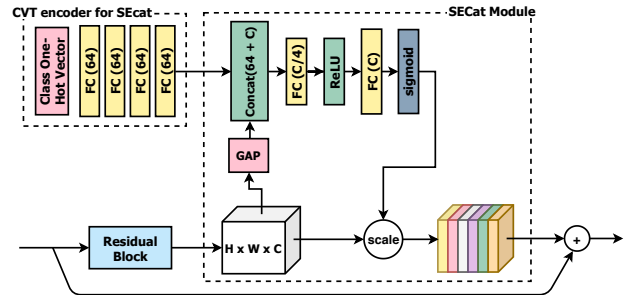 CVT encoder for SEcat
SECat Module
Class One-
Hot Vector
FC (64)
FC (64)
FC (64)
FC (64)
Concat(64 + C)
FC (C/4)
ReLU
FC (C)
sigmoid
GAP
Residual
Block
H x W x C
scale
+